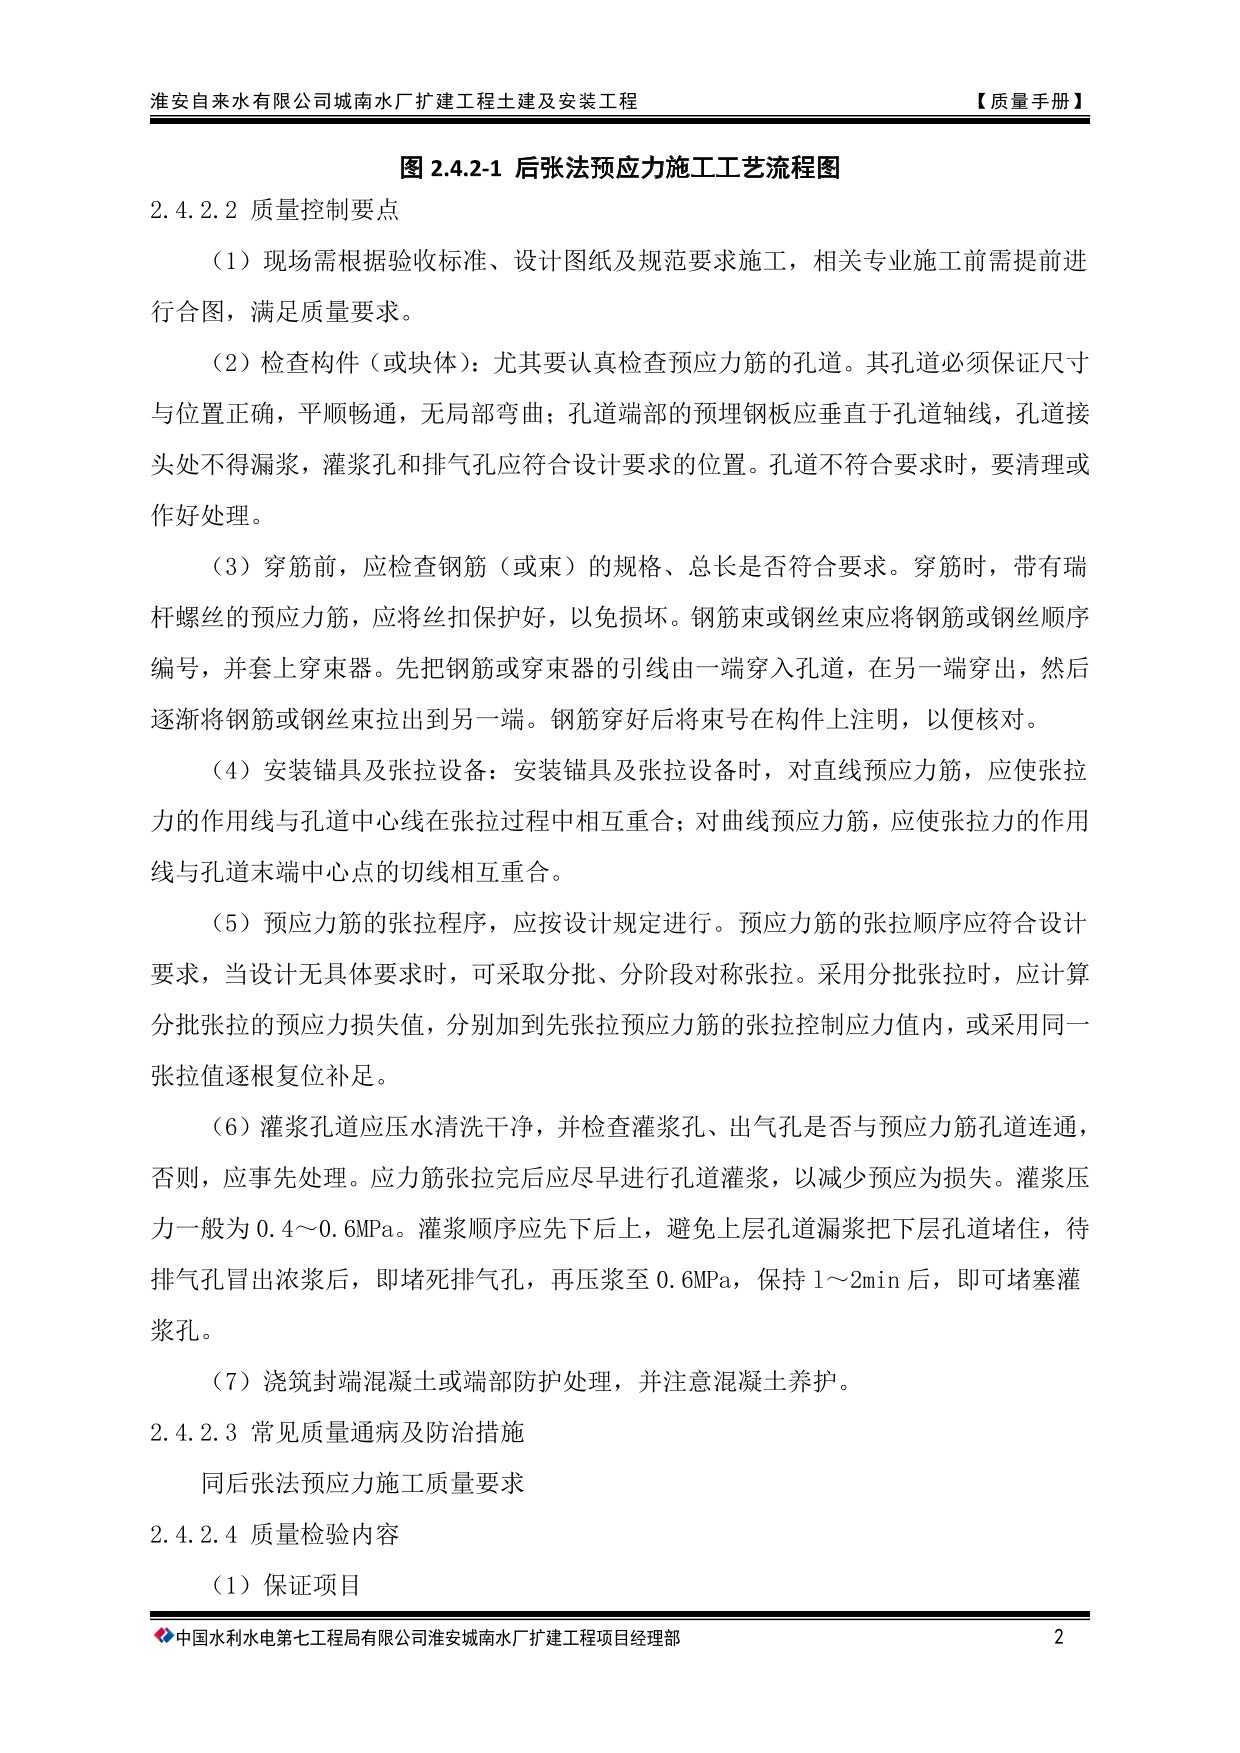 淮安自来水有限公司城南水厂扩建工程土建及安装工程 【质量手册】
图 2.4.2-1 后张法预应力施工工艺流程图
2.4.2.2 质量控制要点
（1）现场需根据验收标准、设计图纸及规范要求施工，相关专业施工前需提前进
行合图，满足质量要求。
（2）检查构件（或块体）：尤其要认真检查预应力筋的孔道。其孔道必须保证尺寸
与位置正确，平顺畅通，无局部弯曲；孔道端部的预埋钢板应垂直于孔道轴线，孔道接
头处不得漏浆，灌浆孔和排气孔应符合设计要求的位置。孔道不符合要求时，要清理或
作好处理。
（3）穿筋前，应检查钢筋（或束）的规格、总长是否符合要求。穿筋时，带有瑞
杆螺丝的预应力筋，应将丝扣保护好，以免损坏。钢筋束或钢丝束应将钢筋或钢丝顺序
编号，并套上穿束器。先把钢筋或穿束器的引线由一端穿入孔道，在另一端穿出，然后
逐渐将钢筋或钢丝束拉出到另一端。钢筋穿好后将束号在构件上注明，以便核对。
（4）安装锚具及张拉设备：安装锚具及张拉设备时，对直线预应力筋，应使张拉
力的作用线与孔道中心线在张拉过程中相互重合；对曲线预应力筋，应使张拉力的作用
线与孔道末端中心点的切线相互重合。
（5）预应力筋的张拉程序，应按设计规定进行。预应力筋的张拉顺序应符合设计
要求，当设计无具体要求时，可采取分批、分阶段对称张拉。采用分批张拉时，应计算
分批张拉的预应力损失值，分别加到先张拉预应力筋的张拉控制应力值内，或采用同一
张拉值逐根复位补足。
（6）灌浆孔道应压水清洗干净，并检查灌浆孔、出气孔是否与预应力筋孔道连通，
否则，应事先处理。应力筋张拉完后应尽早进行孔道灌浆，以减少预应为损失。灌浆压
力一般为 0.4～0.6MPa。灌浆顺序应先下后上，避免上层孔道漏浆把下层孔道堵住，待
排气孔冒出浓浆后，即堵死排气孔，再压浆至 0.6MPa，保持 l～2min 后，即可堵塞灌
浆孔。
（7）浇筑封端混凝土或端部防护处理，并注意混凝土养护。
2.4.2.3 常见质量通病及防治措施
同后张法预应力施工质量要求
2.4.2.4 质量检验内容
（1）保证项目
中国水利水电第七工程局有限公司淮安城南水厂扩建工程项目经理部 2